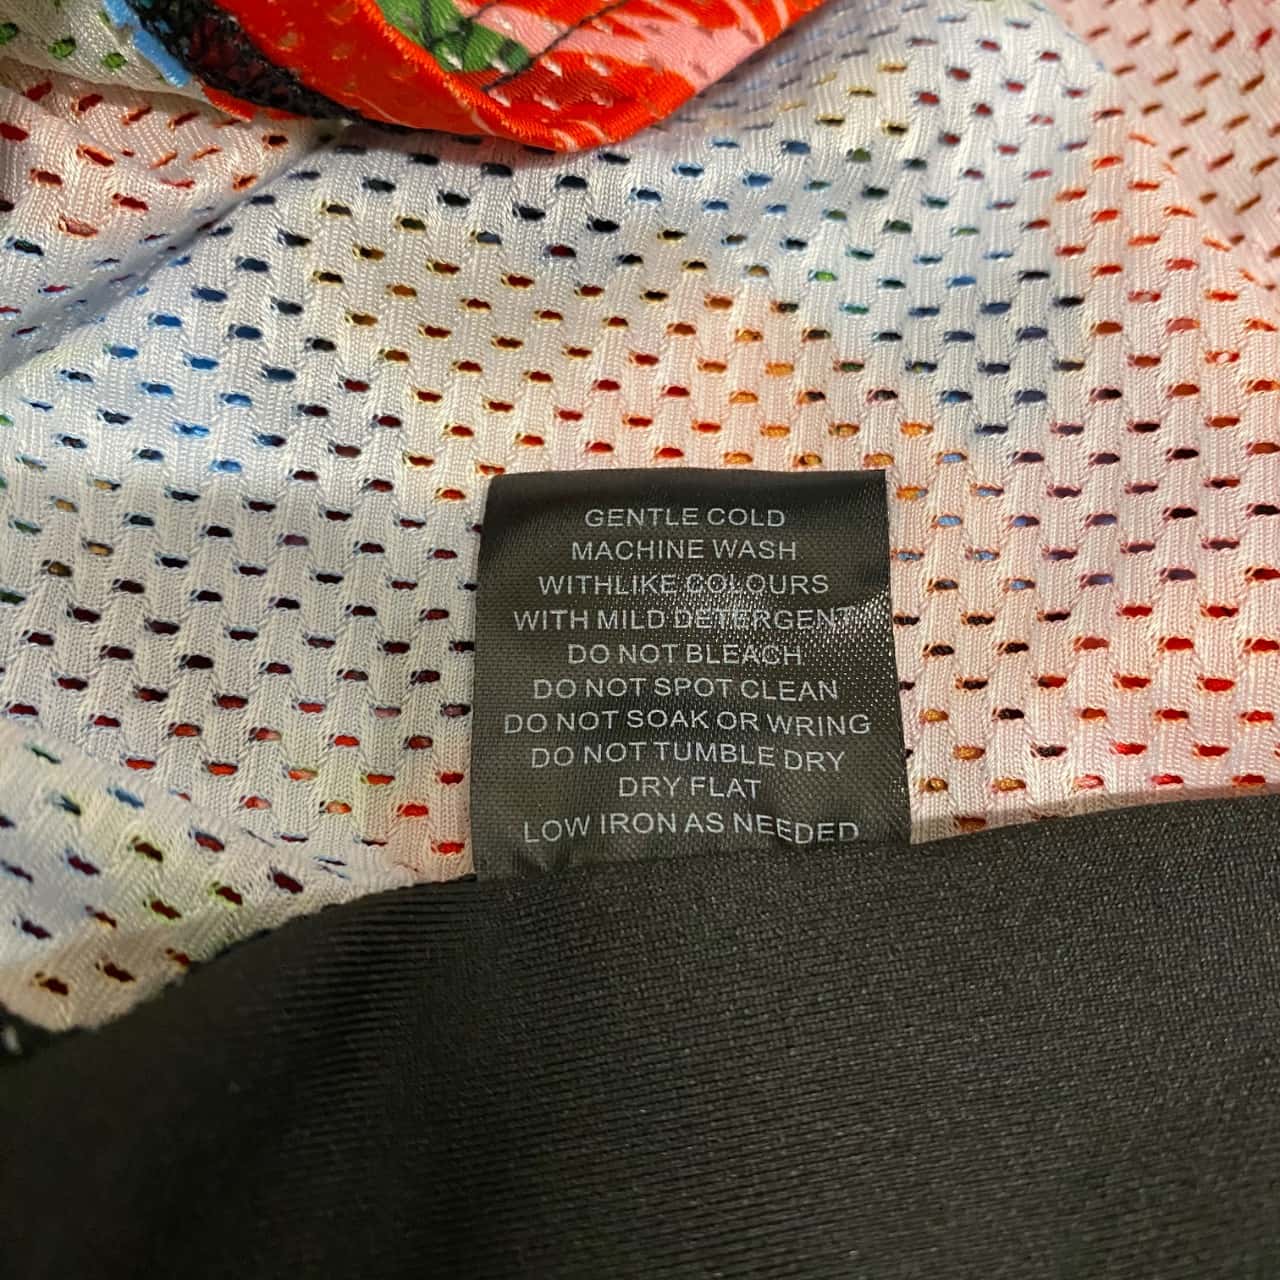 GENTLE COLD
MACHINE WASH
WITHLIKE COLOURS
WITH MILD DETERGENT
DO NOT BLEACH
DO NOT SPOT CLEAN
DO NOT SOAK OR WRING
DO NOT TUMBLE DRY
DRY FLAT
LOW IRON AS NEEDED